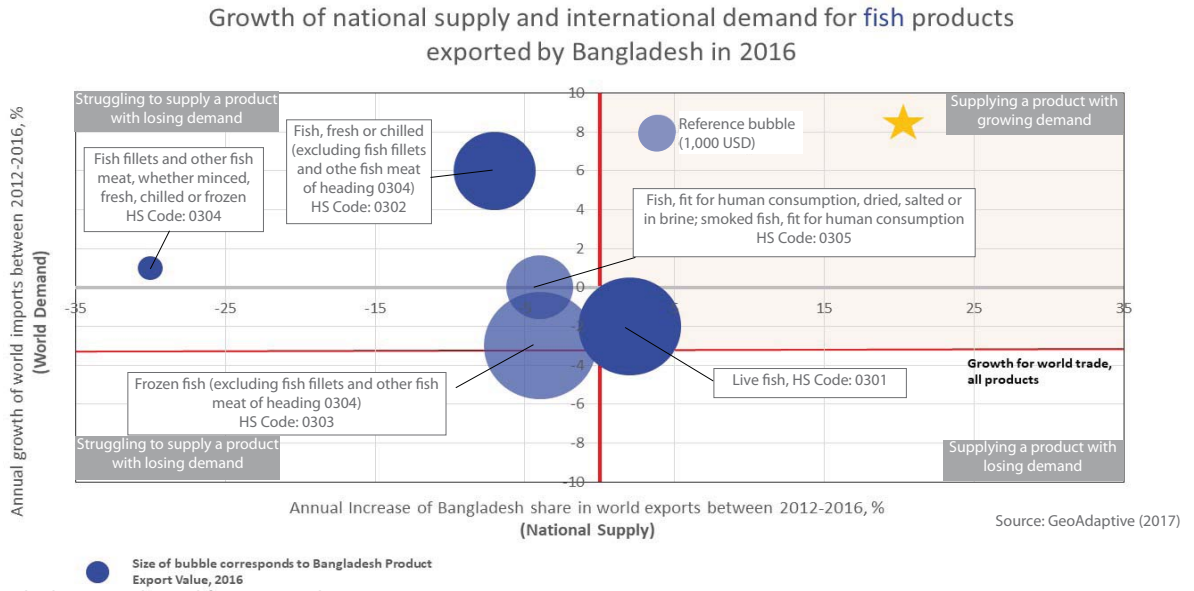 Growth of national supply and international demand for fish products
exported by Bangladesh in 2016
Annual growth of world imports between 2012-2016, %
(World Demand)
Struggling to supply a product
with losing demand
Supplying a product with
growing demand
Reference bubble
(1,000 USD)
Fish fillets and other fish
meat, whether minced,
fresh, chilled or frozen
HS Code: 0304
Fish, fresh or chilled
(excluding fish fillets
and othe fish meat
of heading 0304)
HS Code: 0302
Fish, fit for human consumption, dried, salted or
in brine; smoked fish, fit for human consumption
HS Code: 0305
10
8
6
4
2
0
-35
-25
-15
5
15
25
35
-2
-4
-6
-8
-10
Growth for world trade,
all products
Frozen fish (excluding fish fillets and other fish
meat of heading 0304)
HS Code: 0303
Live fish, HS Code: 0301
Struggling to supply a product
with losing demand
Supplying a product with
losing demand
Annual Increase of Bangladesh share in world exports between 2012-2016, %
(National Supply)
Source: GeoAdaptive (2017)
Size of bubble corresponds to Bangladesh Product
Export Value, 2016